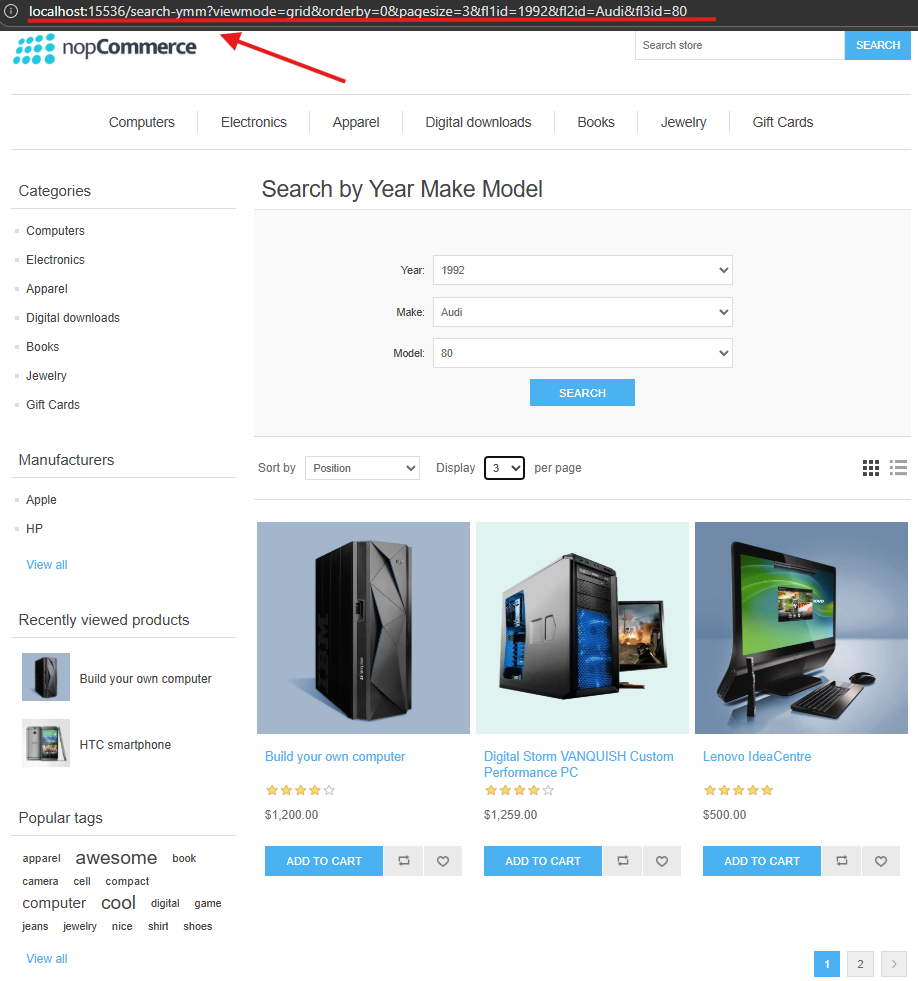 localhost:15536/search-ymm?viewmode=grid&orderby=0&pagesize=3&fl1id=1992&fl2id=Audi&fl3id=80
nopCommerce
Search store
SEARCH
Computers
Electronics
Apparel
Digital downloads
Books
Jewelry
Gift Cards
Categories
Computers
Electronics
Apparel
Digital downloads
Books
Jewelry
Gift Cards
Manufacturers
Apple
HP
View all
Recently viewed products
Build your own computer
HTC smartphone
Popular tags
apparel awesome book
camera cell compact
computer cool digital game
jeans jewelry nice shirt shoes
View all
Search by Year Make Model
Year: 1992
Make: Audi
Model: 80
SEARCH
Sort by Position Display 3 per page
Build your own computer
$1,200.00
ADD TO CART
Digital Storm VANQUISH Custom
Performance PC
$1,259.00
ADD TO CART
Lenovo IdeaCentre
$500.00
ADD TO CART
1 2